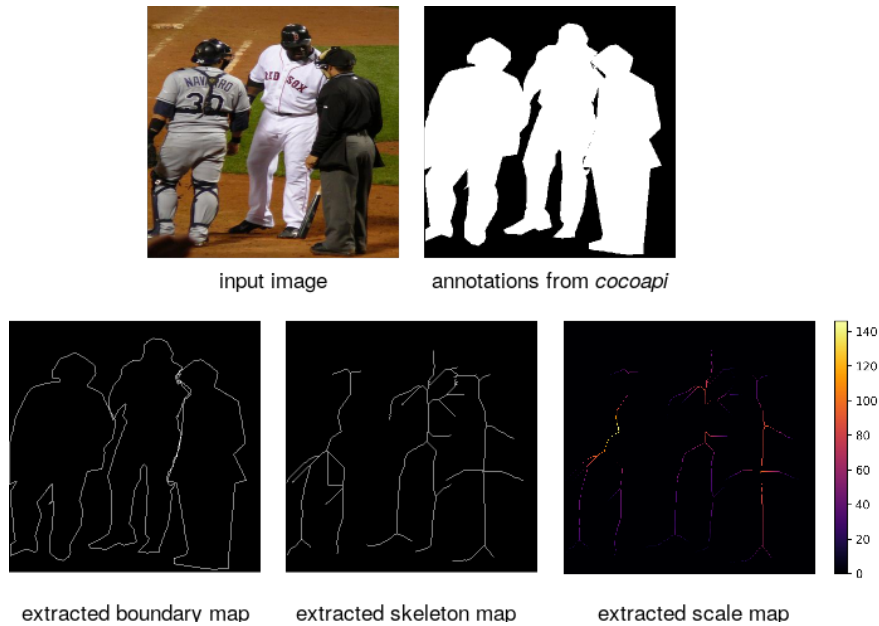 NAVARRO
30
RED SOX
input image
annotations from cocoapi
140
120
100
80
60
40
20
0
extracted boundary map
extracted skeleton map
extracted scale map